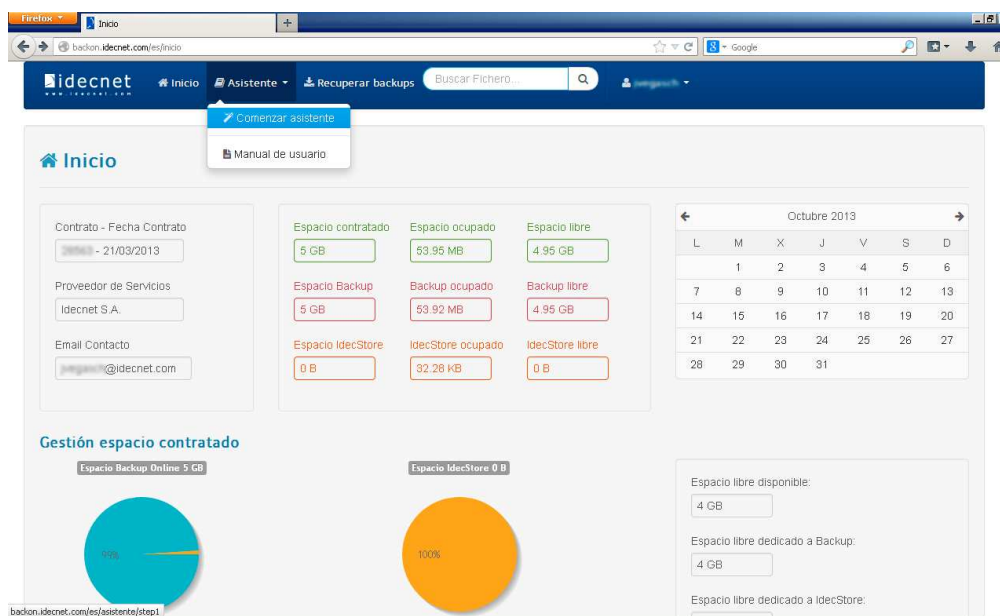 Firefox
Inicio
+
backon.idecnet.com/es/inicio
Google
idecnet
www.idecnet.com
Inicio
Asistente
Recuperar backups
Buscar Fichero...
Comenzar asistente
Manual de usuario
Inicio
Contrato - Fecha Contrato
- 21/03/2013
Proveedor de Servicios
Idecnet S.A.
Email Contacto
@idecnet.com
Espacio contratado Espacio ocupado Espacio libre
5 GB 53.95 MB 4.95 GB
Espacio Backup Backup ocupado Backup libre
5 GB 53.92 MB 4.95 GB
Espacio IdecStore IdecStore ocupado IdecStore libre
0 B 32.28 KB 0 B
Octubre 2013
L M X J V S D
1 2 3 4 5 6
7 8 9 10 11 12 13
14 15 16 17 18 19 20
21 22 23 24 25 26 27
28 29 30 31
Gestión espacio contratado
Espacio Backup Online 5 GB
99%
Espacio IdecStore 0 B
100%
Espacio libre disponible:
4 GB
Espacio libre dedicado a Backup:
4 GB
Espacio libre dedicado a IdecStore:
backon.idecnet.com/es/asistente/step1